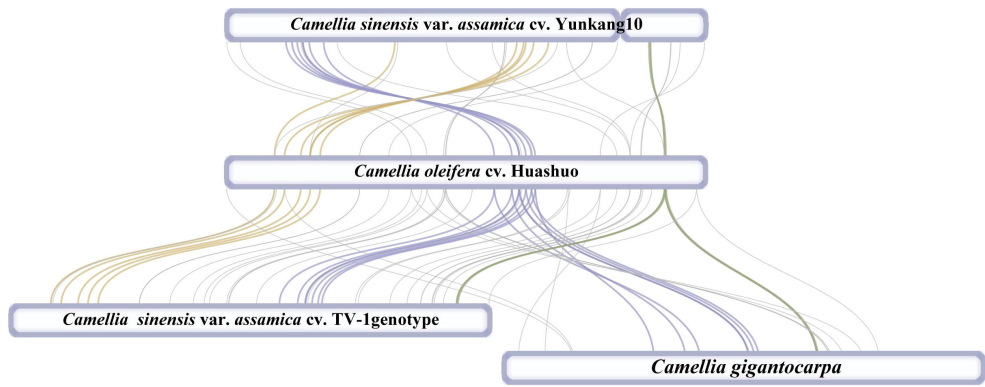 Camellia sinensis var. assamica cv. Yunkang10
Camellia oleifera cv. Huashuo
Camellia sinensis var. assamica cv. TV-1genotype
Camellia gigantocarpa